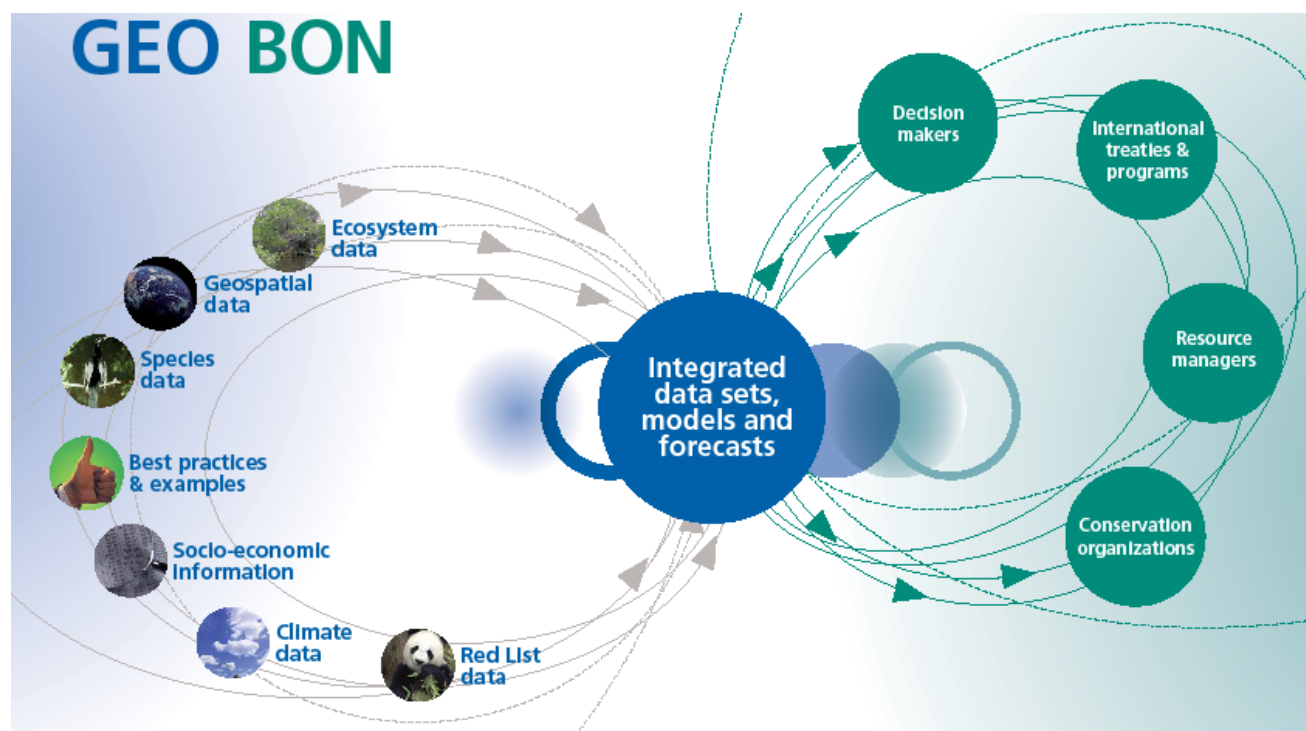 GEO BON
Ecosystem
data
Geospatial
data
Species
data
Best practices
& examples
Socio-economic
Information
Climate
data
Red List
data
Integrated
data sets,
models and
forecasts
Decision
makers
International
treaties &
programs
Resource
managers
Conservation
organizations